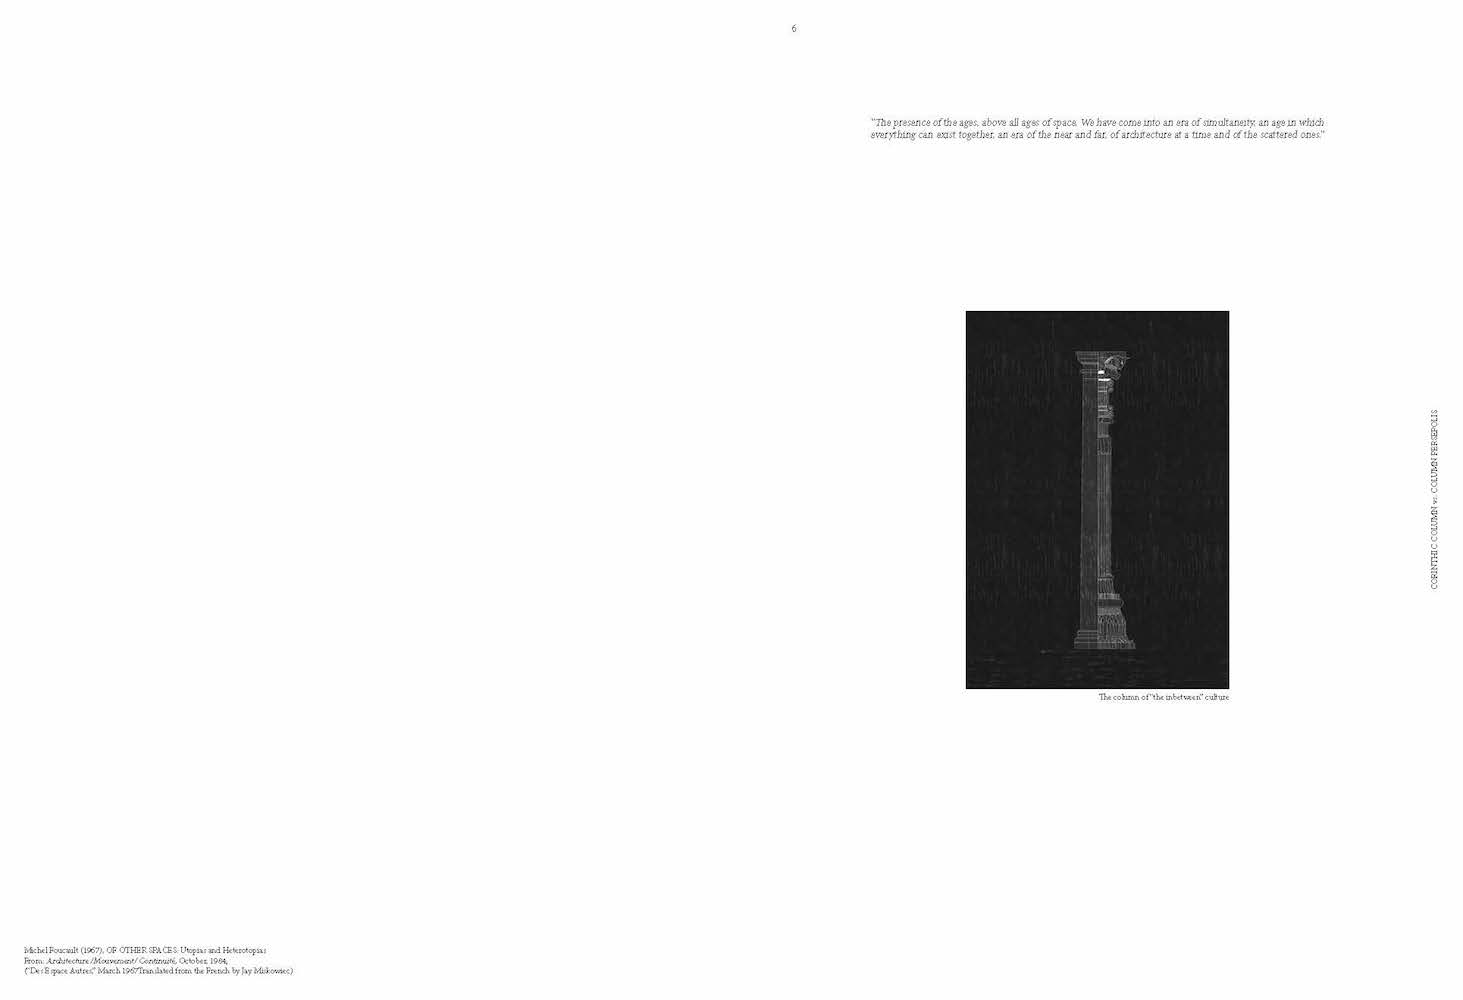 6
"The presence of the ages, above all ages of space. We have come into an era of simultaneity, an age in which
everything can exist together, an era of the near and far, of architecture at a time and of the scattered ones."
The column of "the inbetween" culture
CORINTHIC COLUMN vs. COLUMN PERSEPOLIS
Michel Foucault (1967), OF OTHER SPACES: Utopias and Heterotopias
From: Architecture /Mouvement/ Continuité, October, 1984,
("Des Espace Autres," March 1967Translated from the French by Jay Miskowiec)